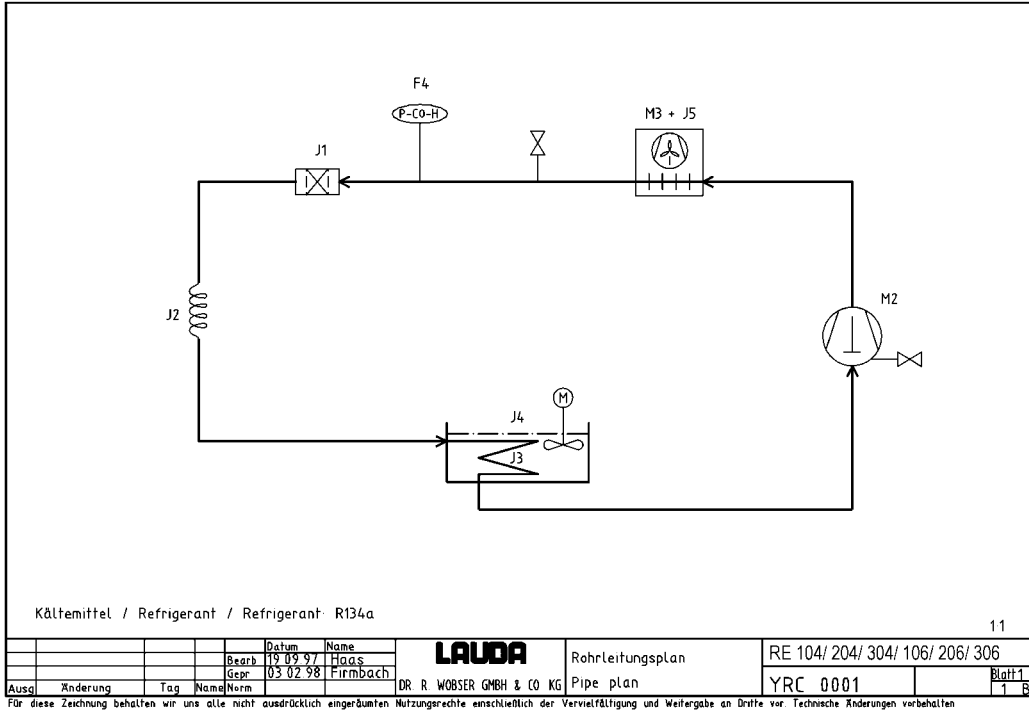 F4
P-CO-H
M3 + J5
J1
J2
M2
M
J4
J3
Kältemittel / Refrigerant / Refrigerant R134a
11
Datum Name
Bearb 19 09 97 Haas
Gepr 03 02 98 Firmbach
Ausg Änderung Tag Name Norm
LAUDA
DR. R. WOBSER GMBH & CO KG
Rohrleitungsplan
Pipe plan
RE 104/ 204/ 304/ 106/ 206/ 306
YRC 0001
Blatt 1
1 B
Für diese Zeichnung behalten wir uns alle nicht ausdrücklich eingeräumten Nutzungsrechte einschließlich der Vervielfältigung und Weitergabe an Dritte vor. Technische Änderungen vorbehalten